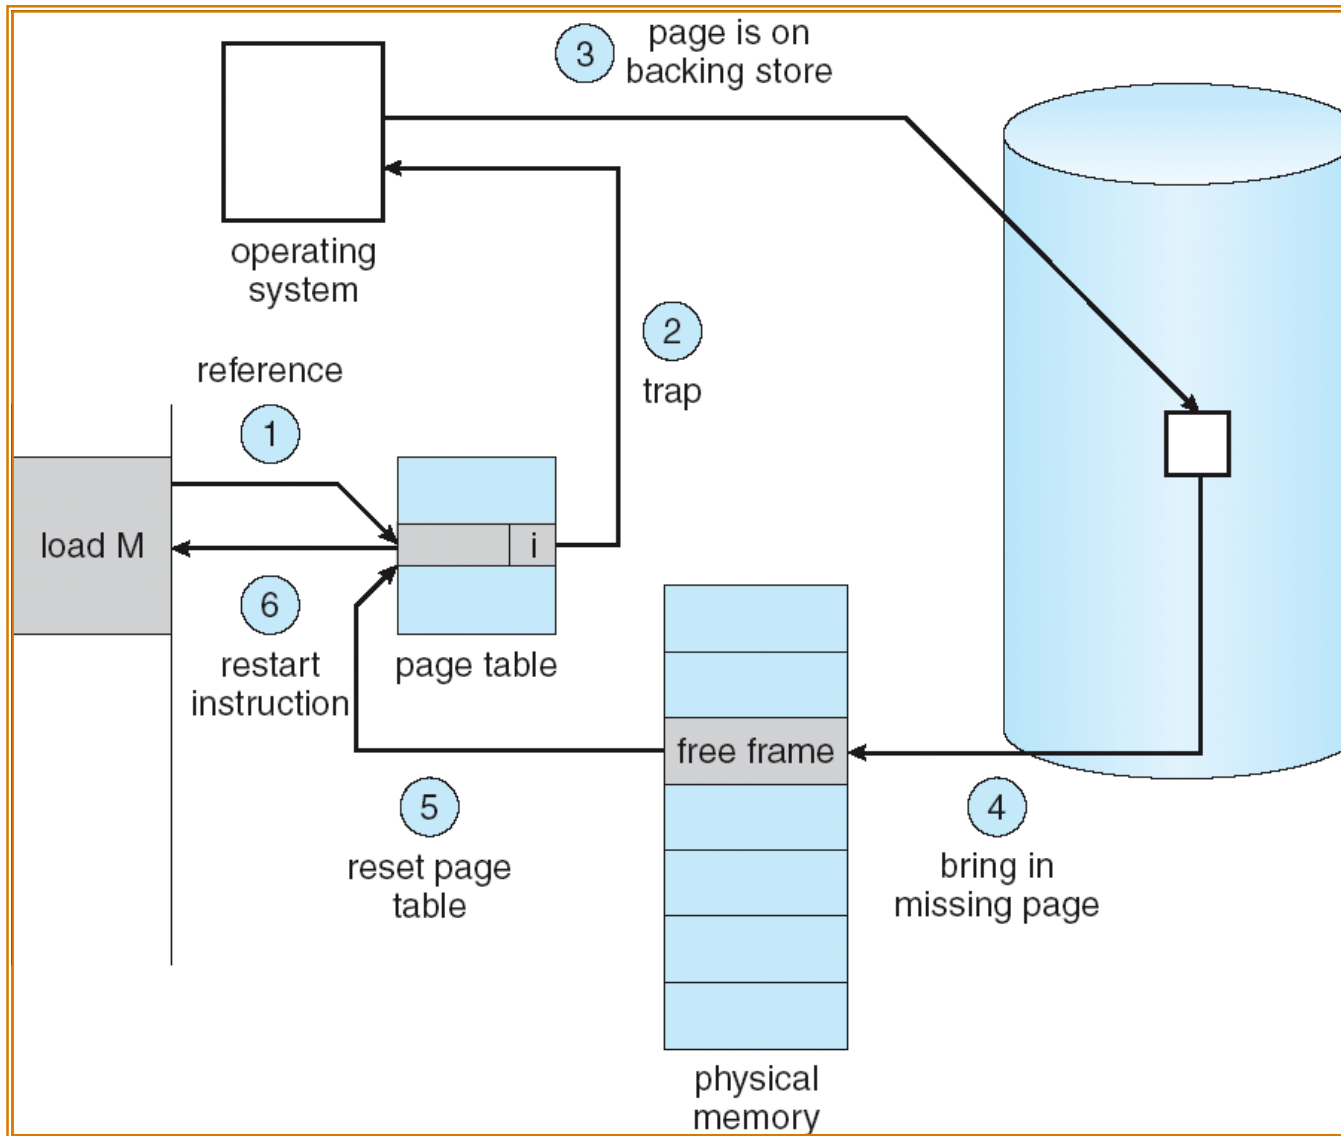 3
page is on
backing store
operating
system
2
trap
reference
1
load M
i
6
restart
instruction
page table
free frame
5
reset page
table
4
bring in
missing page
physical
memory